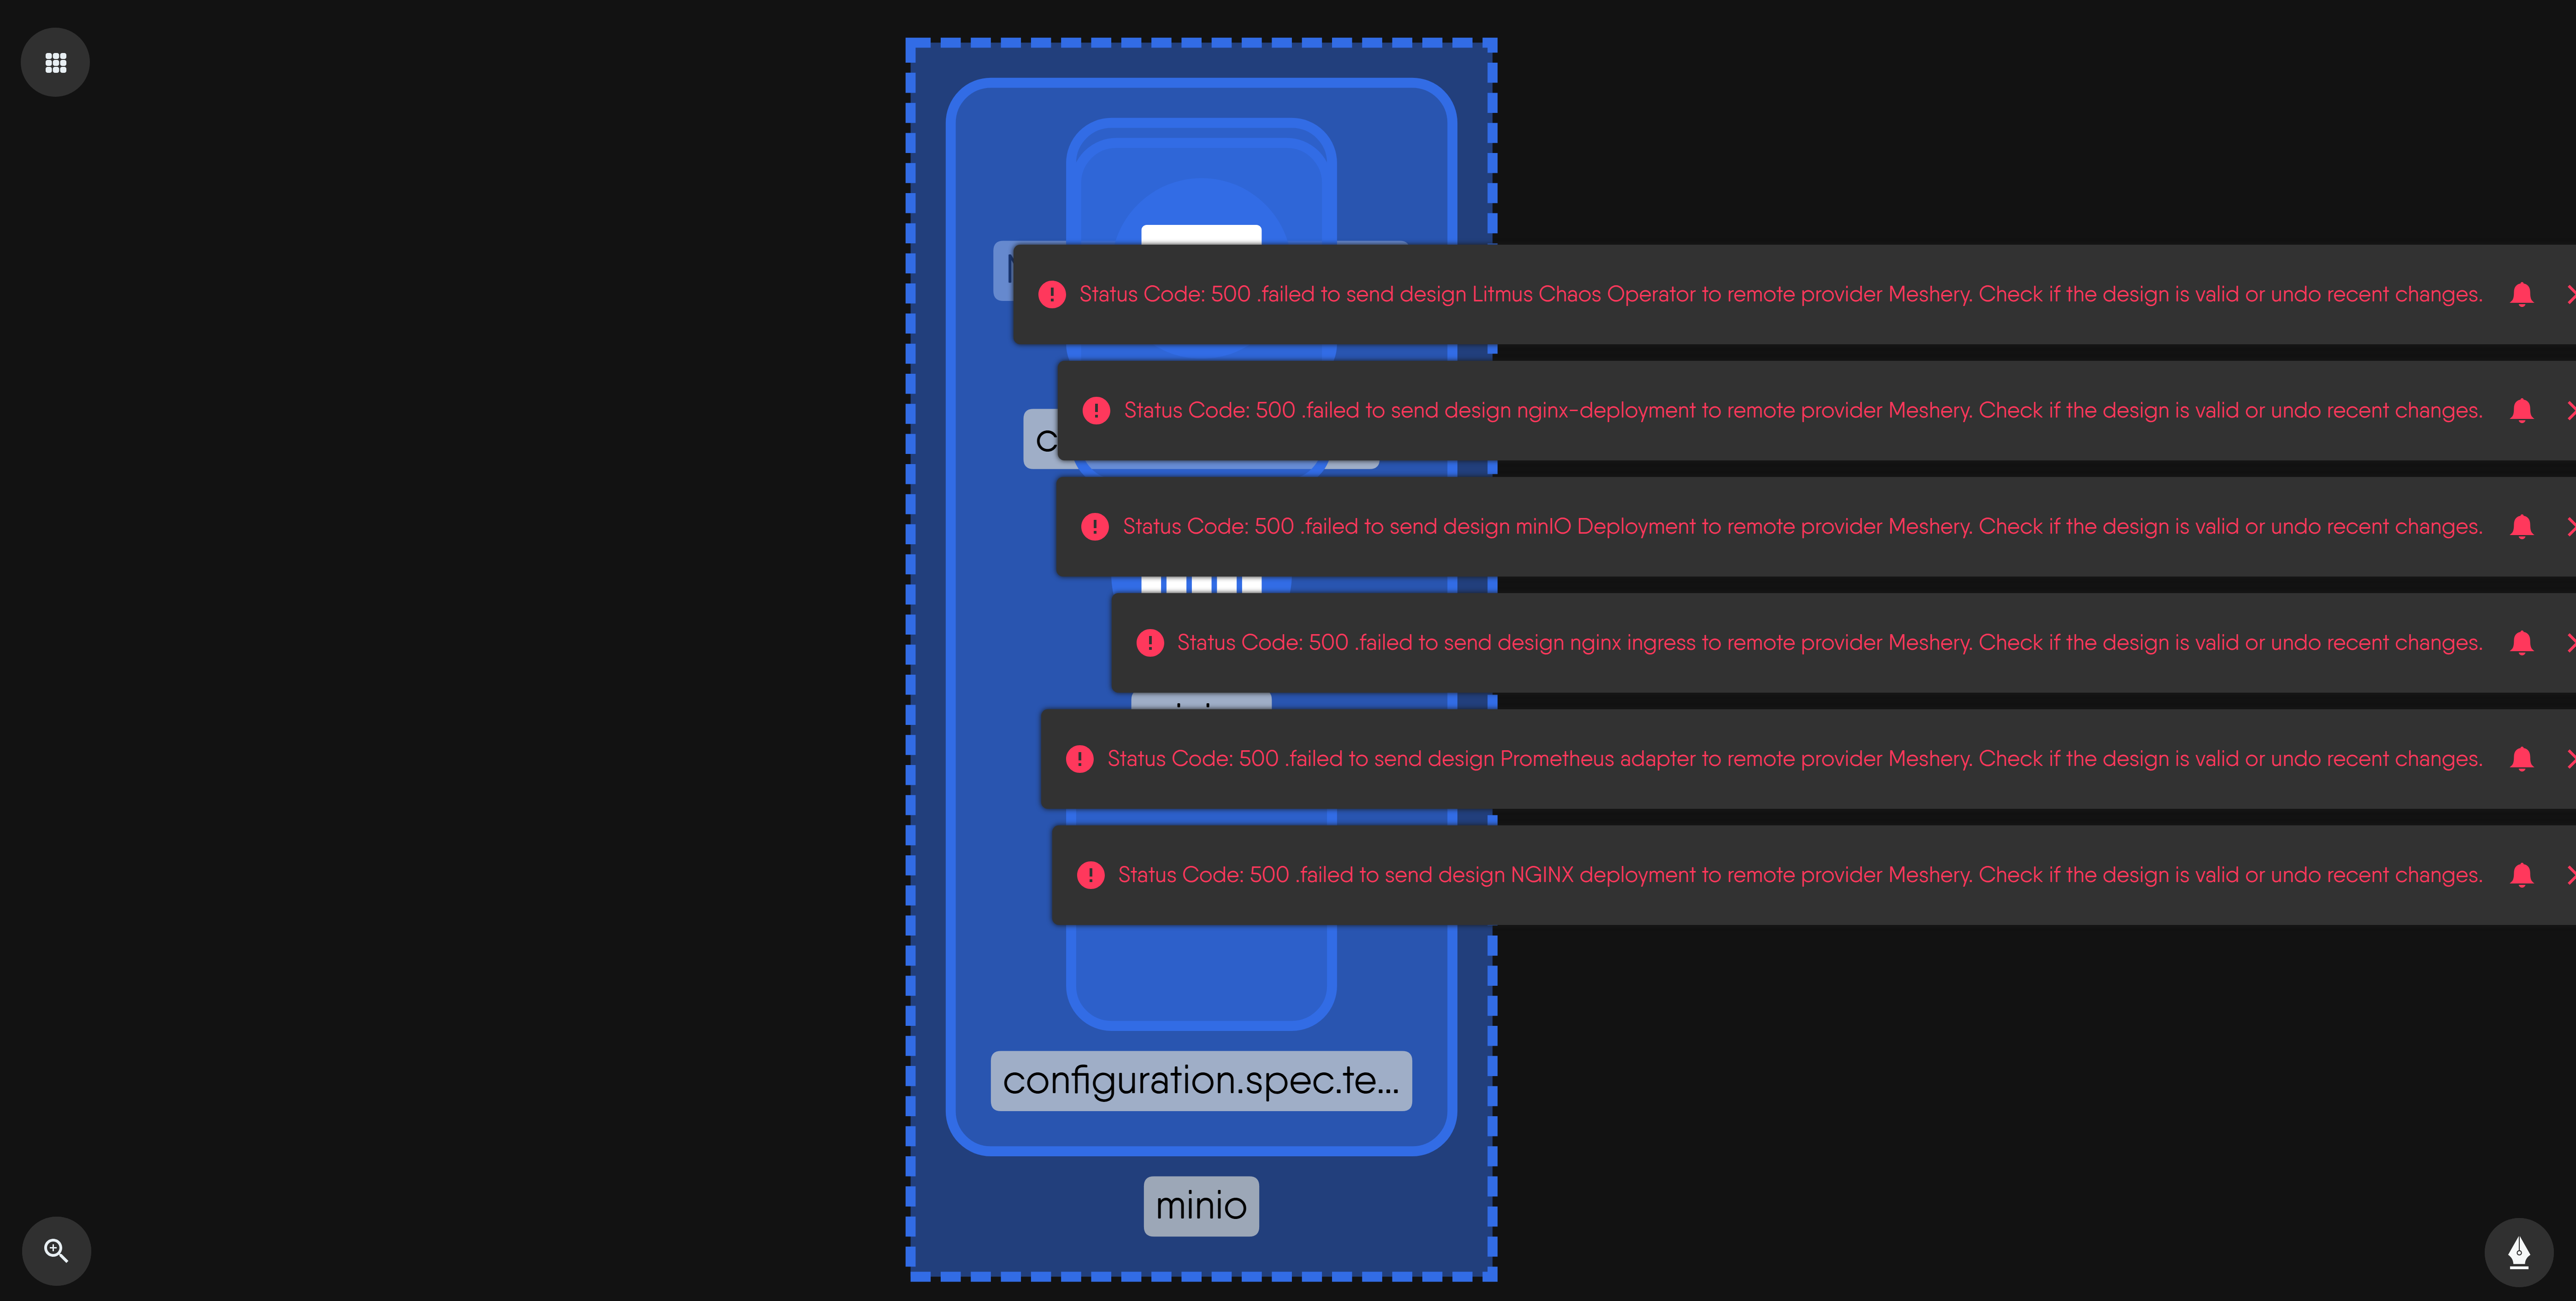 Status Code: 500 .failed to send design Litmus Chaos Operator to remote provider Meshery. Check if the design is valid or undo recent changes.
Status Code: 500 .failed to send design nginx-deployment to remote provider Meshery. Check if the design is valid or undo recent changes.
Status Code: 500 .failed to send design minIO Deployment to remote provider Meshery. Check if the design is valid or undo recent changes.
Status Code: 500 .failed to send design nginx ingress to remote provider Meshery. Check if the design is valid or undo recent changes.
Status Code: 500 .failed to send design Prometheus adapter to remote provider Meshery. Check if the design is valid or undo recent changes.
Status Code: 500 .failed to send design NGINX deployment to remote provider Meshery. Check if the design is valid or undo recent changes.
configuration.spec.te...
minio